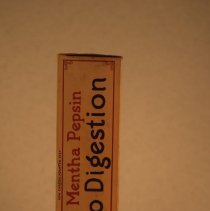 Mentha Pepsin
o Digestion